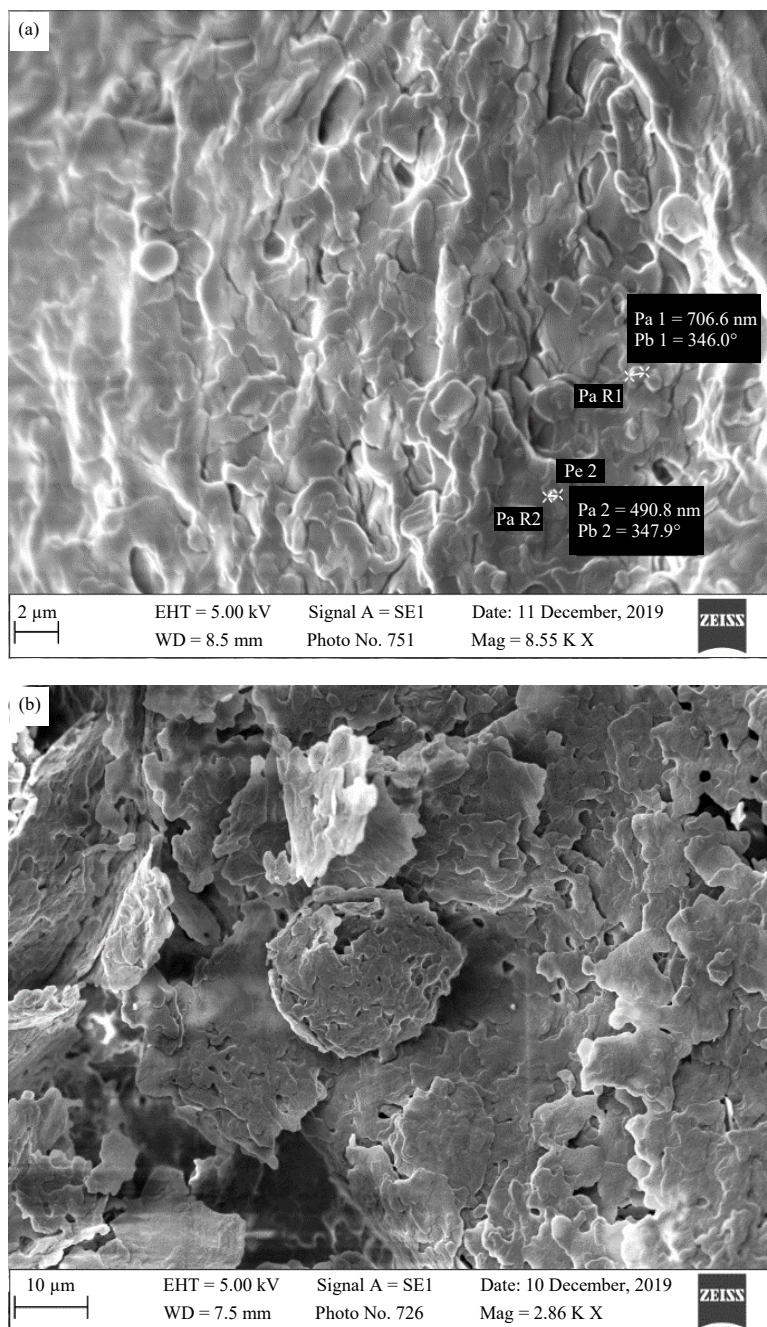 (a)
Pa 1 = 706.6 nm
Pb 1 = 346.0°
Pa R1
Pe 2
Pa R2
Pa 2 = 490.8 nm
Pb 2 = 347.9°
2 µm
EHT = 5.00 kV
Signal A = SE1
Date: 11 December, 2019
WD = 8.5 mm
Photo No. 751
Mag = 8.55 K X
ZEISS
(b)
10 µm
EHT = 5.00 kV
Signal A = SE1
Date: 10 December, 2019
WD = 7.5 mm
Photo No. 726
Mag = 2.86 K X
ZEISS